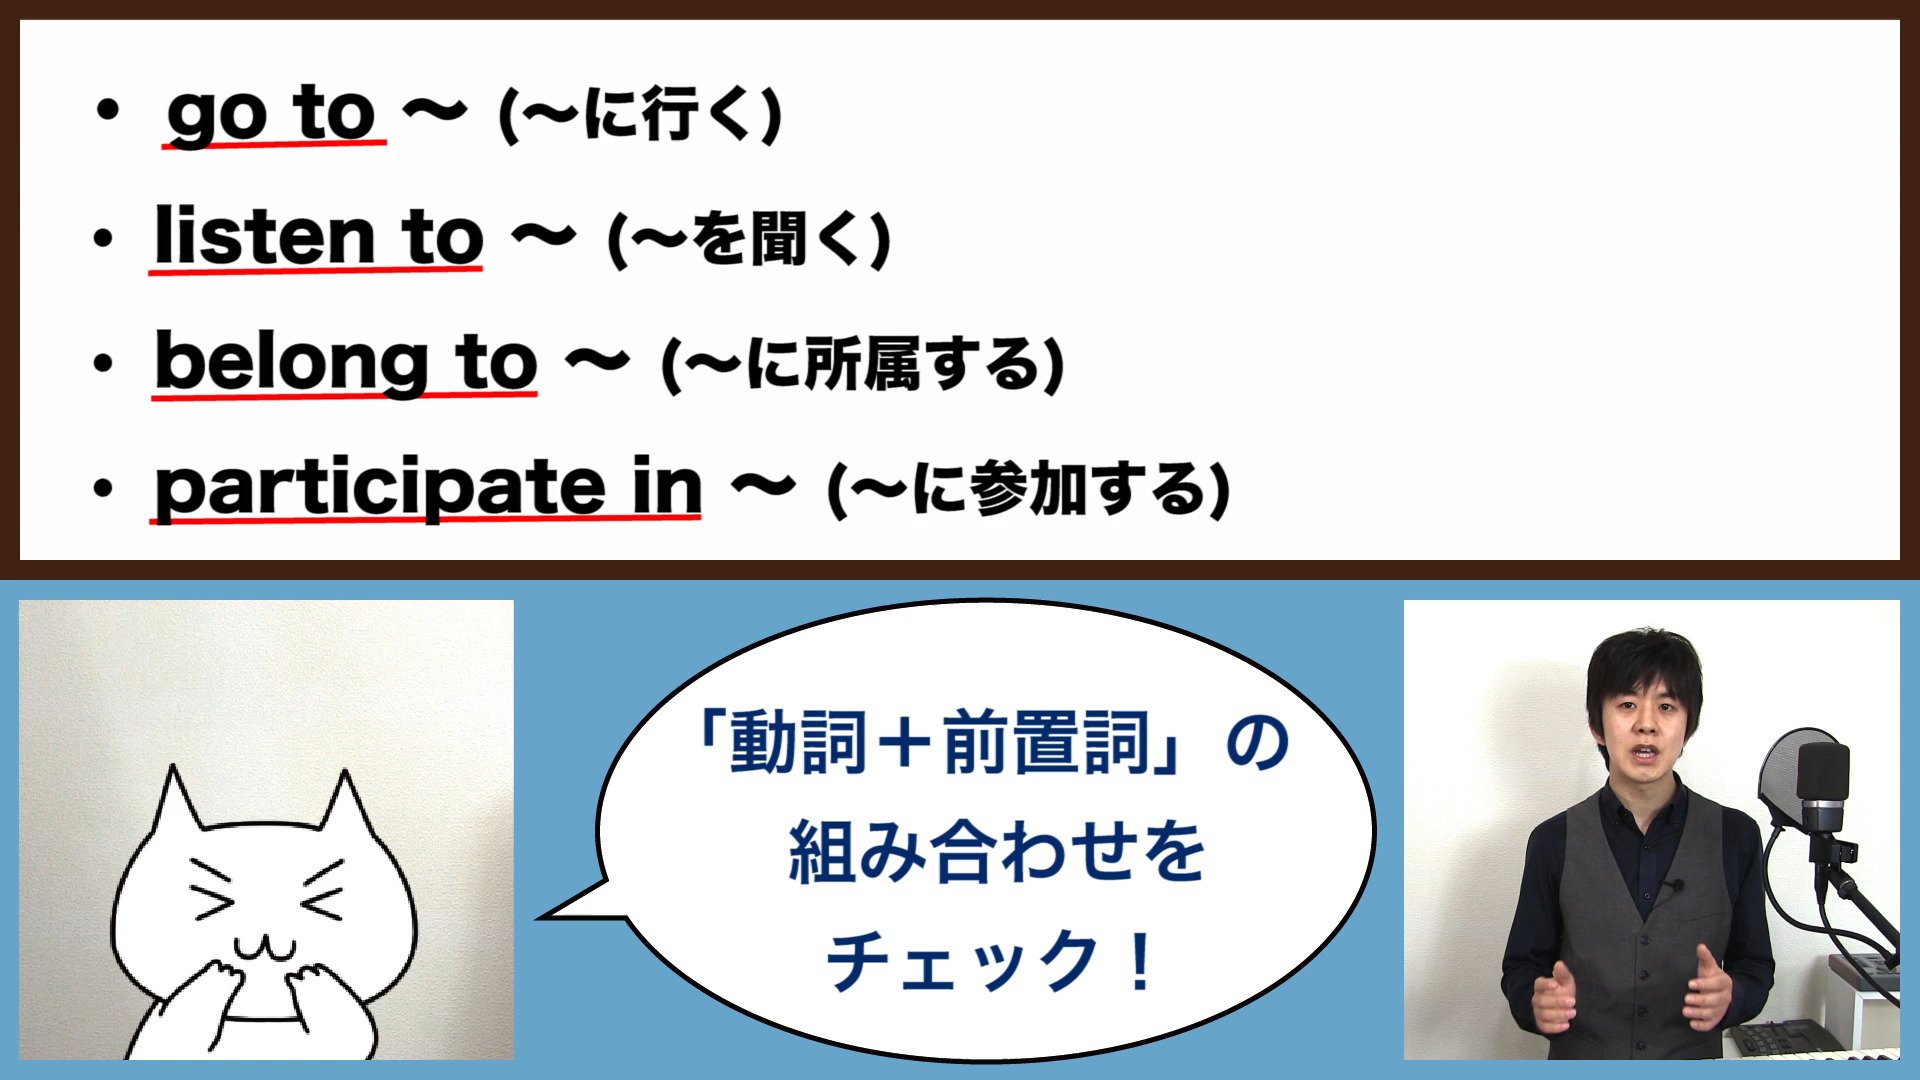 ・ go to 〜 (〜に行く)
・ listen to 〜 (〜を聞く)
・ belong to 〜 (〜に所属する)
・ participate in 〜 (〜に参加する)
「動詞＋前置詞」の
組み合わせを
チェック！